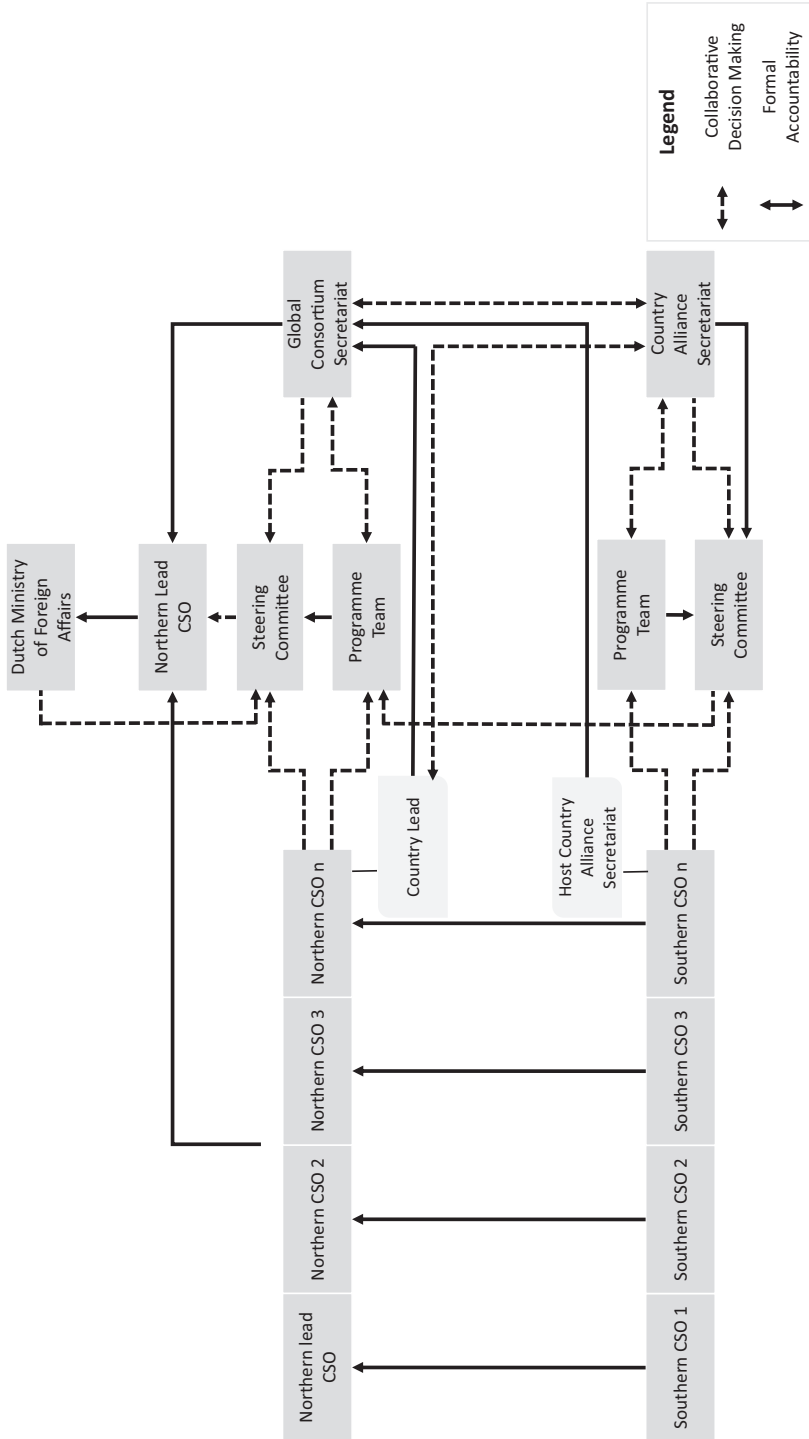 Dutch Ministry
of Foreign
Affairs
Northern Lead
CSO
Steering
Committee
Programme
Team
Global
Consortium
Secretariat
Northern lead
CSO
Northern CSO 2
Northern CSO 3
Northern CSO n
Country Lead
Host Country
Alliance
Secretariat
Southern CSO 1
Southern CSO 2
Southern CSO 3
Southern CSO n
Programme
Team
Steering
Committee
Country
Alliance
Secretariat
Legend
Collaborative
Decision Making
Formal
Accountability